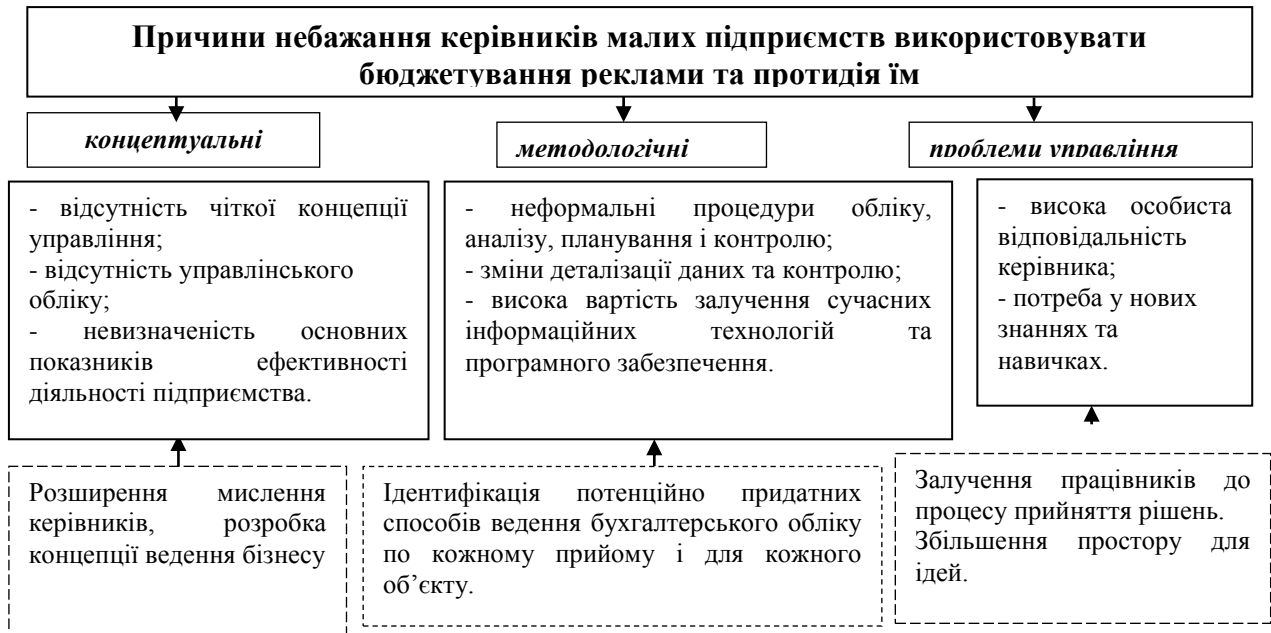 Причини небажання керівників малих підприємств використовувати
бюджетування реклами та протидія їм
концептуальні
методологічні
проблеми управління
- відсутність чіткої концепції
управління;
- відсутність управлінського
обліку;
- невизначеність основних
показників ефективності
діяльності підприємства.
- неформальні процедури обліку,
аналізу, планування і контролю;
- зміни деталізації даних та контролю;
- висока вартість залучення сучасних
інформаційних технологій та
програмного забезпечення.
- висока особиста
відповідальність
керівника;
- потреба у нових
знаннях та
навичках.
Розширення мислення
керівників, розробка
концепції ведення бізнесу
Ідентифікація потенційно придатних
способів ведення бухгалтерського обліку
по кожному прийому і для кожного
об’єкту.
Залучення працівників до
процесу прийняття рішень.
Збільшення простору для
ідей.